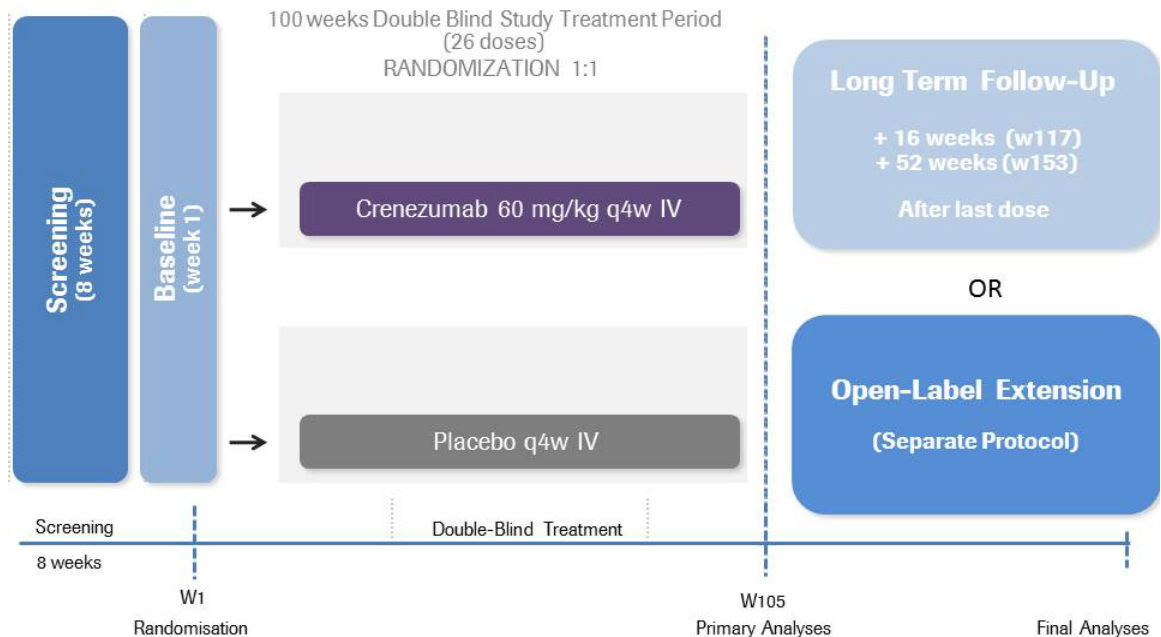 100 weeks Double Blind Study Treatment Period
(26 doses)
RANDOMIZATION 1:1
Screening
(8 weeks)
Baseline
(week 1)
Crenezumab 60 mg/kg q4w IV
Placebo q4w IV
Long Term Follow-Up
+ 16 weeks (w117)
+ 52 weeks (w153)
After last dose
OR
Open-Label Extension
(Separate Protocol)
Screening
Double-Blind Treatment
8 weeks
W1
Randomisation
W105
Primary Analyses
Final Analyses